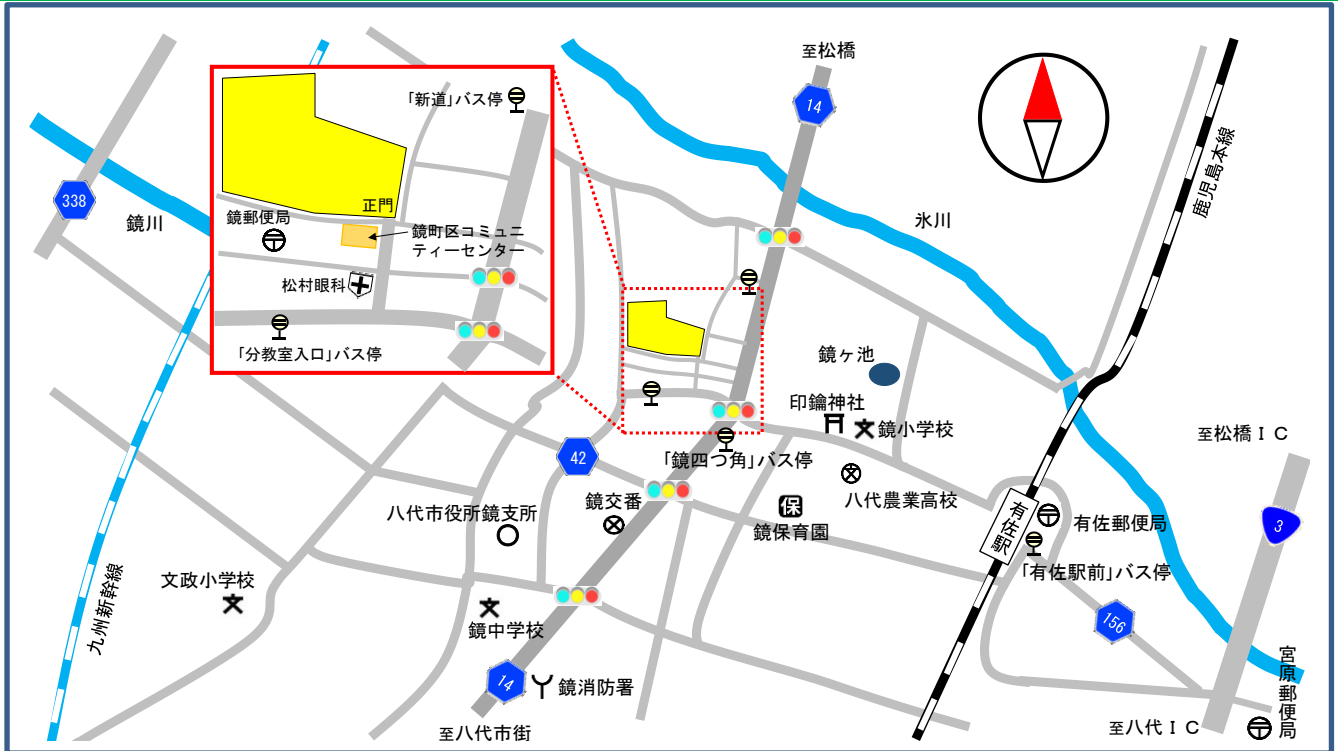 至松橋
14
「新道」バス停
鹿児島本線
338
鏡川
正門
鏡郵便局
鏡町区コミュニ
ティーセンター
氷川
松村眼科
「分教室入口」バス停
鏡ヶ池
印鑰神社
鏡小学校
至松橋ＩＣ
42
「鏡四つ角」バス停
八代農業高校
鏡交番
保
鏡保育園
八代市役所鏡支所
有佐駅
有佐郵便局
3
「有佐駅前」バス停
文政小学校
九州新幹線
鏡中学校
156
14
鏡消防署
至八代市街
宮原郵便局
至八代ＩＣ